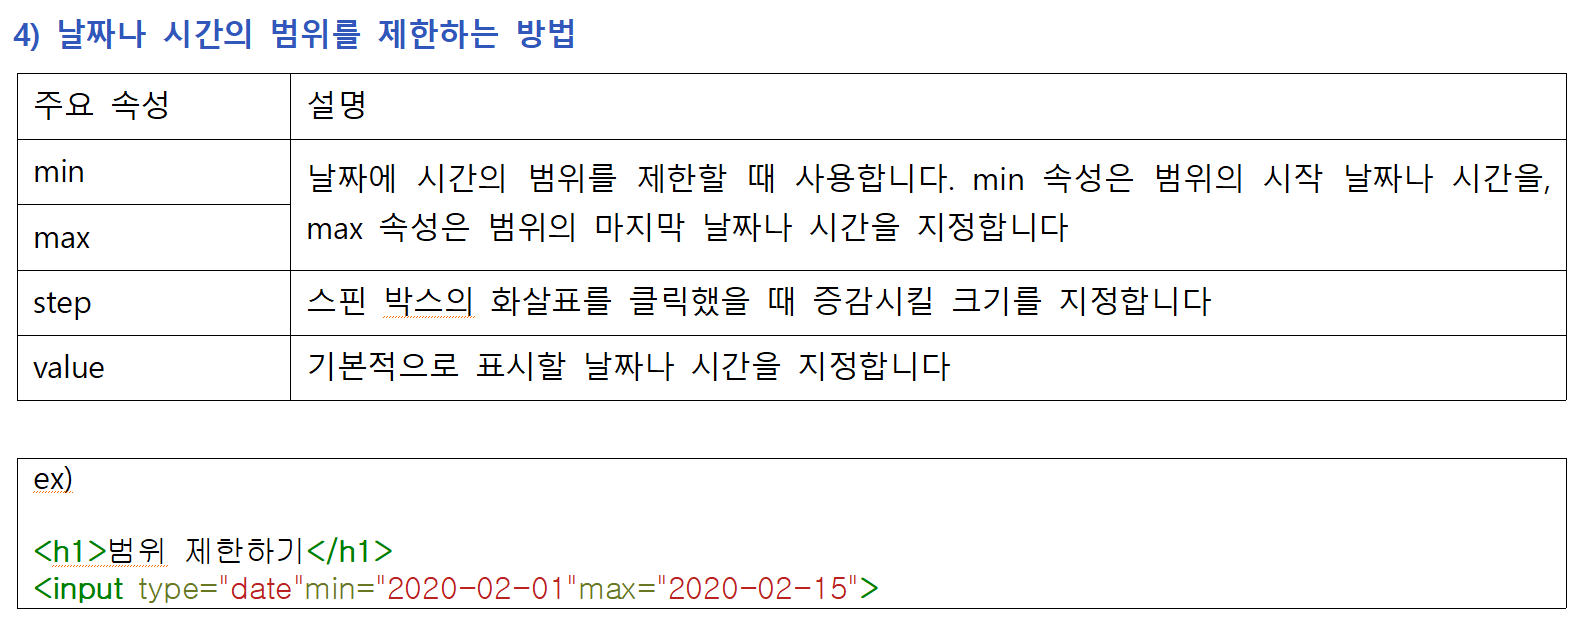 4) 날짜나 시간의 범위를 제한하는 방법
주요 속성 설명
min
날짜에 시간의 범위를 제한할 때 사용합니다. min 속성은 범위의 시작 날짜나 시간을,
max
max 속성은 범위의 마지막 날짜나 시간을 지정합니다
step 스핀 박스의 화살표를 클릭했을 때 증감시킬 크기를 지정합니다
value 기본적으로 표시할 날짜나 시간을 지정합니다
ex)
<h1>범위 제한하기</h1>
<input type="date"min="2020-02-01"max="2020-02-15">